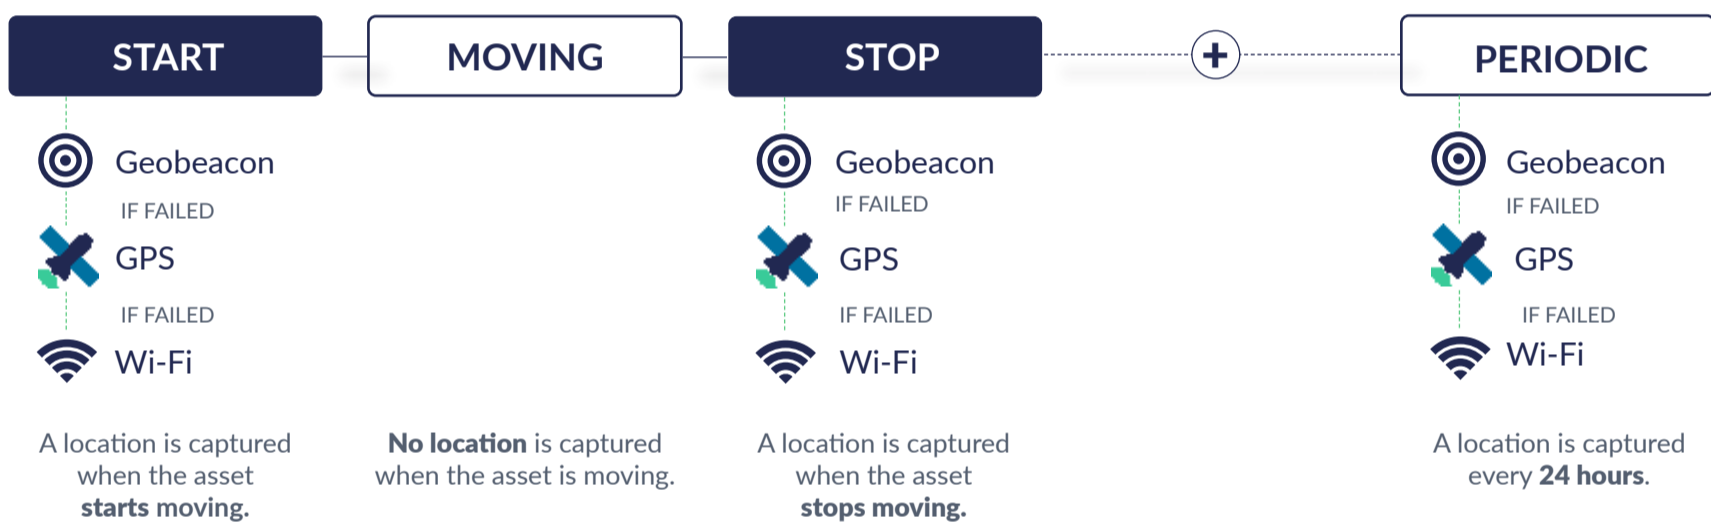 START
MOVING
STOP
+
PERIODIC
Geobeacon
IF FAILED
GPS
IF FAILED
Wi-Fi
A location is captured
when the asset
starts moving.
No location is captured
when the asset is moving.
Geobeacon
IF FAILED
GPS
IF FAILED
Wi-Fi
A location is captured
when the asset
stops moving.
Geobeacon
IF FAILED
GPS
IF FAILED
Wi-Fi
A location is captured
every 24 hours.